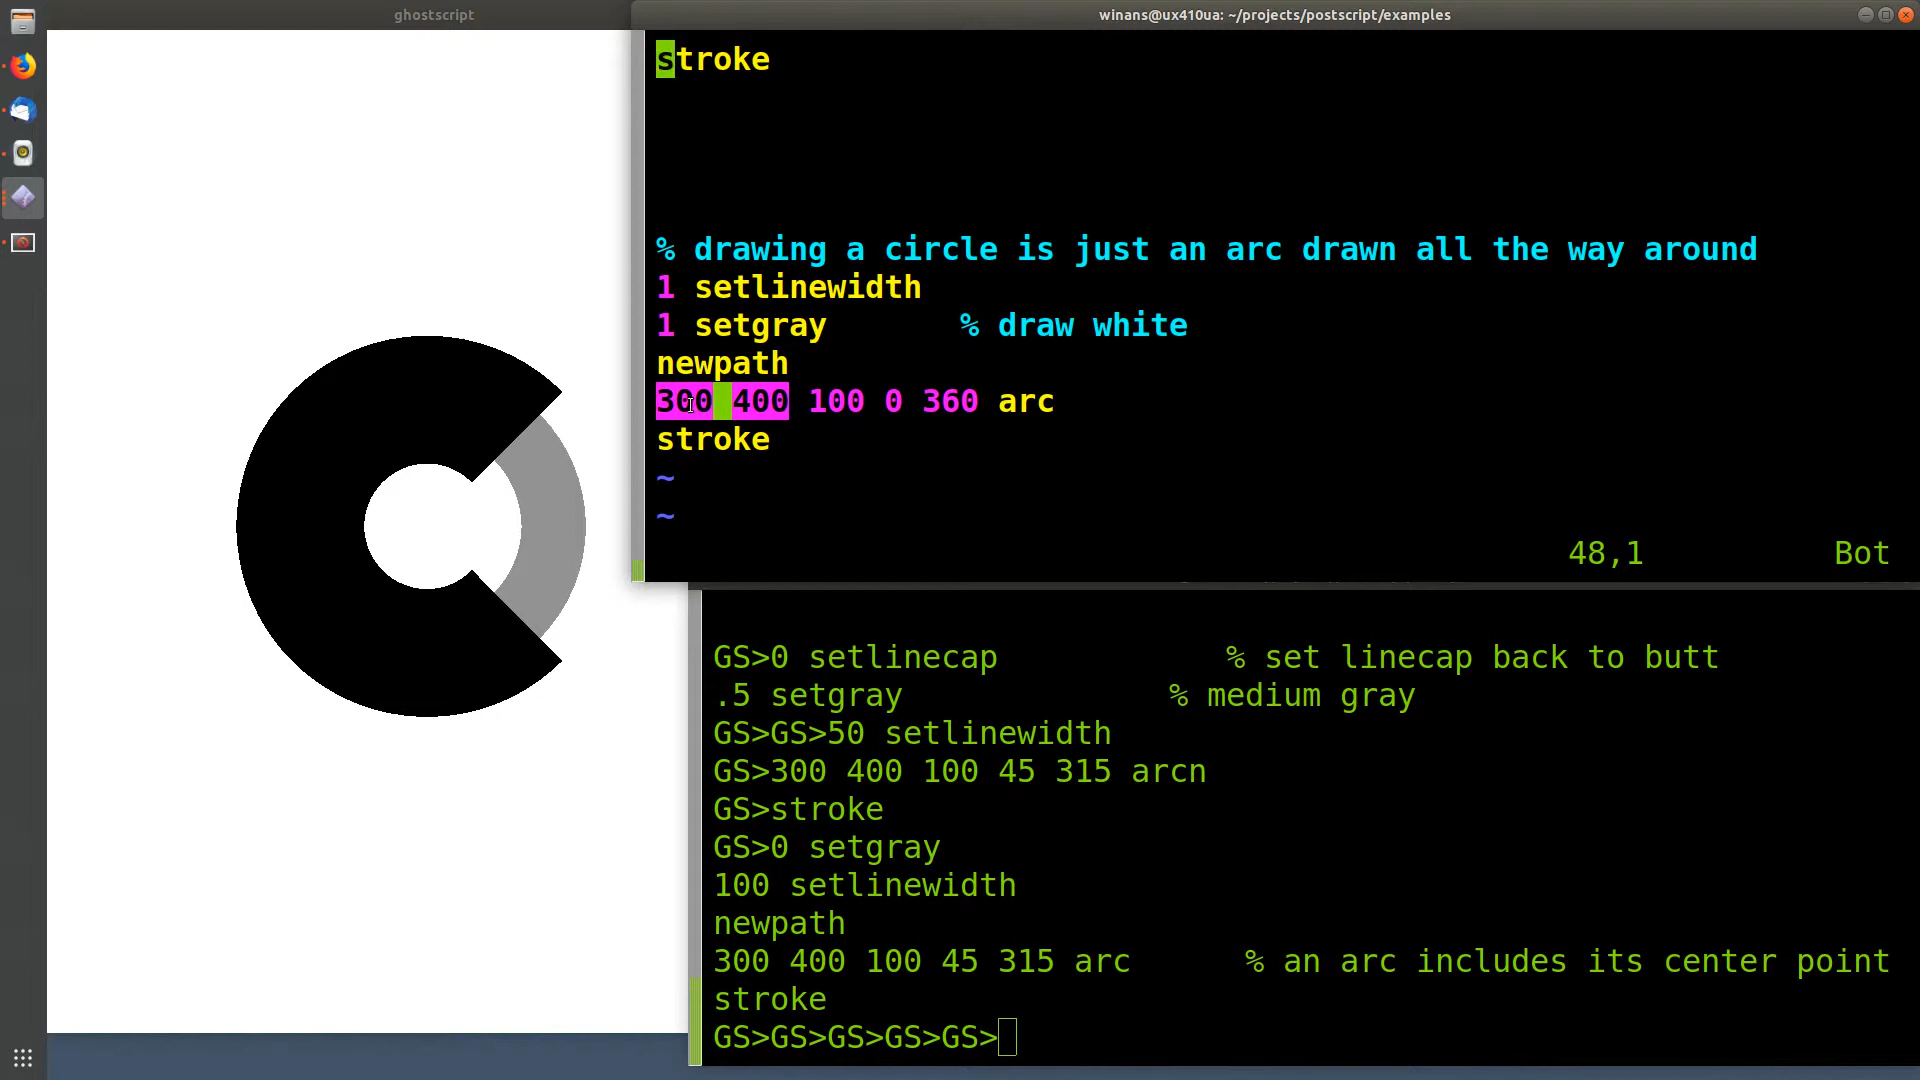 ghostscript
winans@ux410ua: ~/projects/postscript/examples
stroke
% drawing a circle is just an arc drawn all the way around
1 setlinewidth
1 setgray % draw white
newpath
300 400 100 0 360 arc
stroke
~
~
48,1 Bot
GS>0 setlinecap % set linecap back to butt
.5 setgray % medium gray
GS>GS>50 setlinewidth
GS>300 400 100 45 315 arcn
GS>stroke
GS>0 setgray
100 setlinewidth
newpath
300 400 100 45 315 arc % an arc includes its center point
stroke
GS>GS>GS>GS>GS>